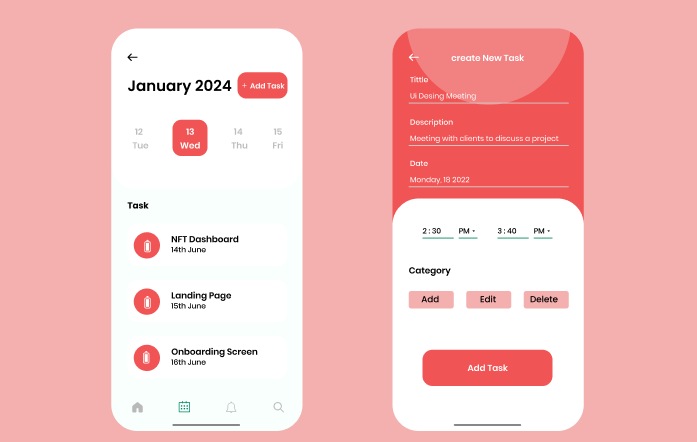 January 2024
+ Add Task
12
13
14
15
Tue
Wed
Thu
Fri
Task
NFT Dashboard
14th June
Landing Page
15th June
Onboarding Screen
16th June
create New Task
Tittle
Ui Desing Meeting
Description
Meeting with clients to discuss a project
Date
Monday, 18 2022
2 : 30 PM
3 : 40 PM
Category
Add
Edit
Delete
Add Task